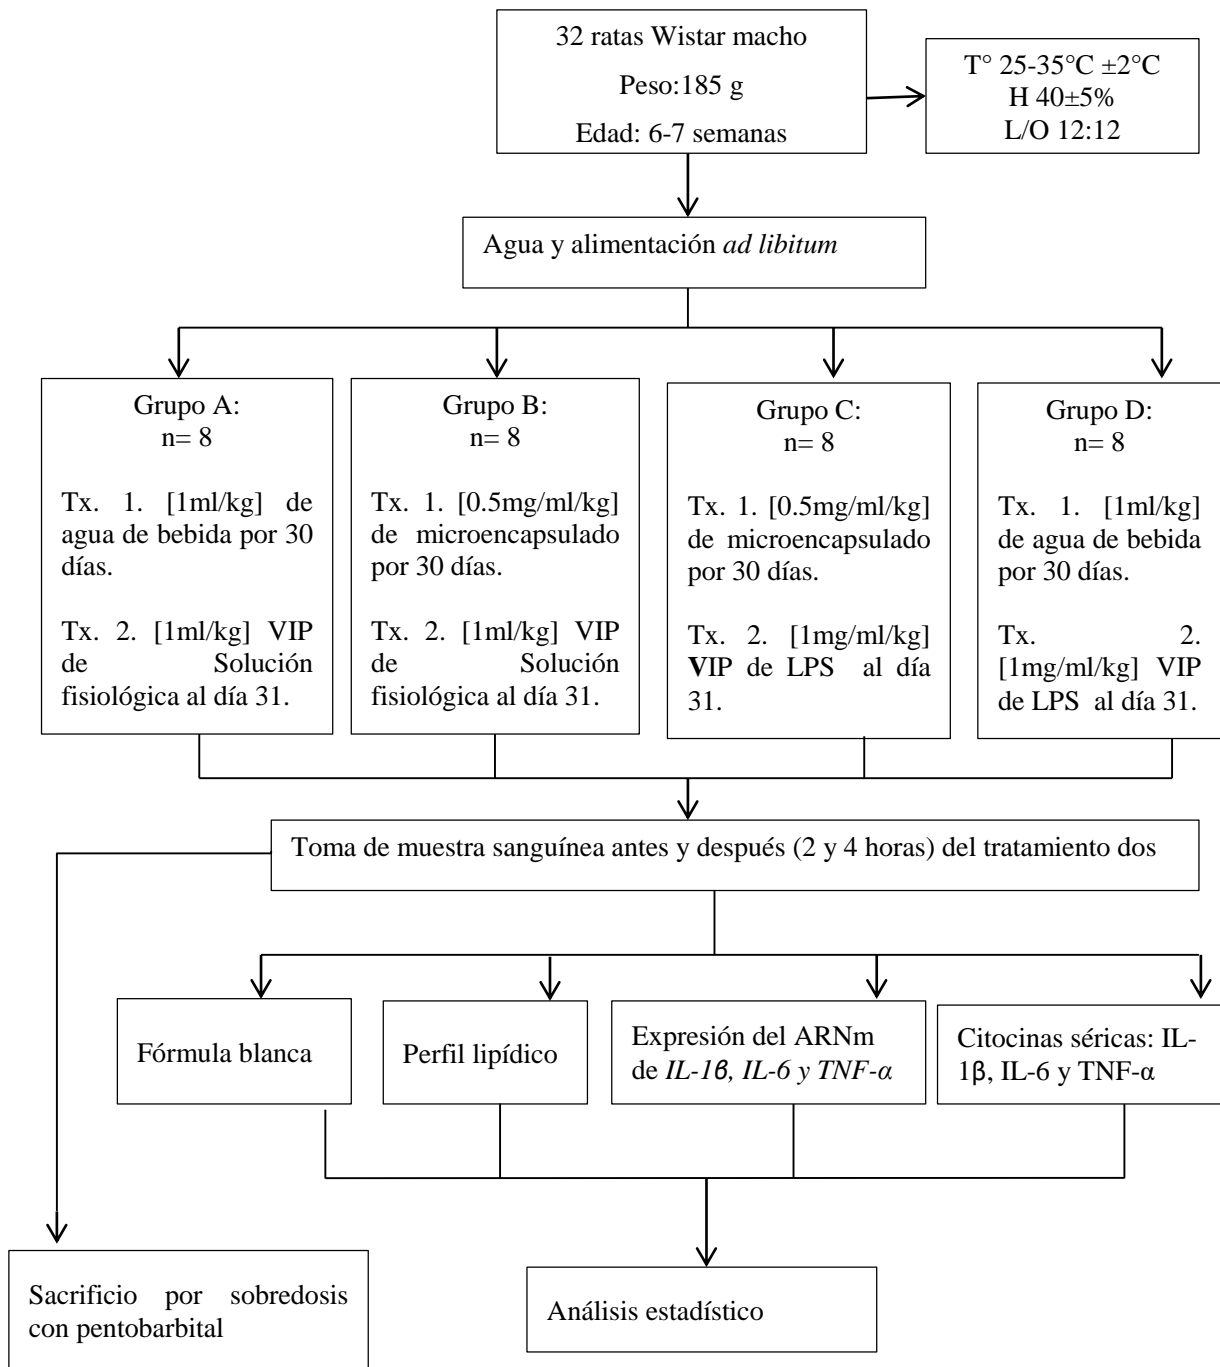 32 ratas Wistar macho
Peso:185 g
Edad: 6-7 semanas
T° 25-35°C ±2°C
H 40±5%
L/O 12:12
Agua y alimentación ad libitum
Grupo A:
n= 8
Tx. 1. [1ml/kg] de
agua de bebida por 30
días.
Tx. 2. [1ml/kg] VIP
de Solución
fisiológica al día 31.
Grupo B:
n= 8
Tx. 1. [0.5mg/ml/kg]
de microencapsulado
por 30 días.
Tx. 2. [1ml/kg] VIP
de Solución
fisiológica al día 31.
Grupo C:
n= 8
Tx. 1. [0.5mg/ml/kg]
de microencapsulado
por 30 días.
Tx. 2. [1mg/ml/kg]
VIP de LPS al día
31.
Grupo D:
n= 8
Tx. 1. [1ml/kg]
de agua de bebida
por 30 días.
Tx. 2.
[1mg/ml/kg] VIP
de LPS al día 31.
Toma de muestra sanguínea antes y después (2 y 4 horas) del tratamiento dos
Fórmula blanca
Perfil lipídico
Expresión del ARNm
de IL-1β, IL-6 y TNF-α
Citocinas séricas: IL-
1β, IL-6 y TNF-α
Sacrificio por sobredosis
con pentobarbital
Análisis estadístico